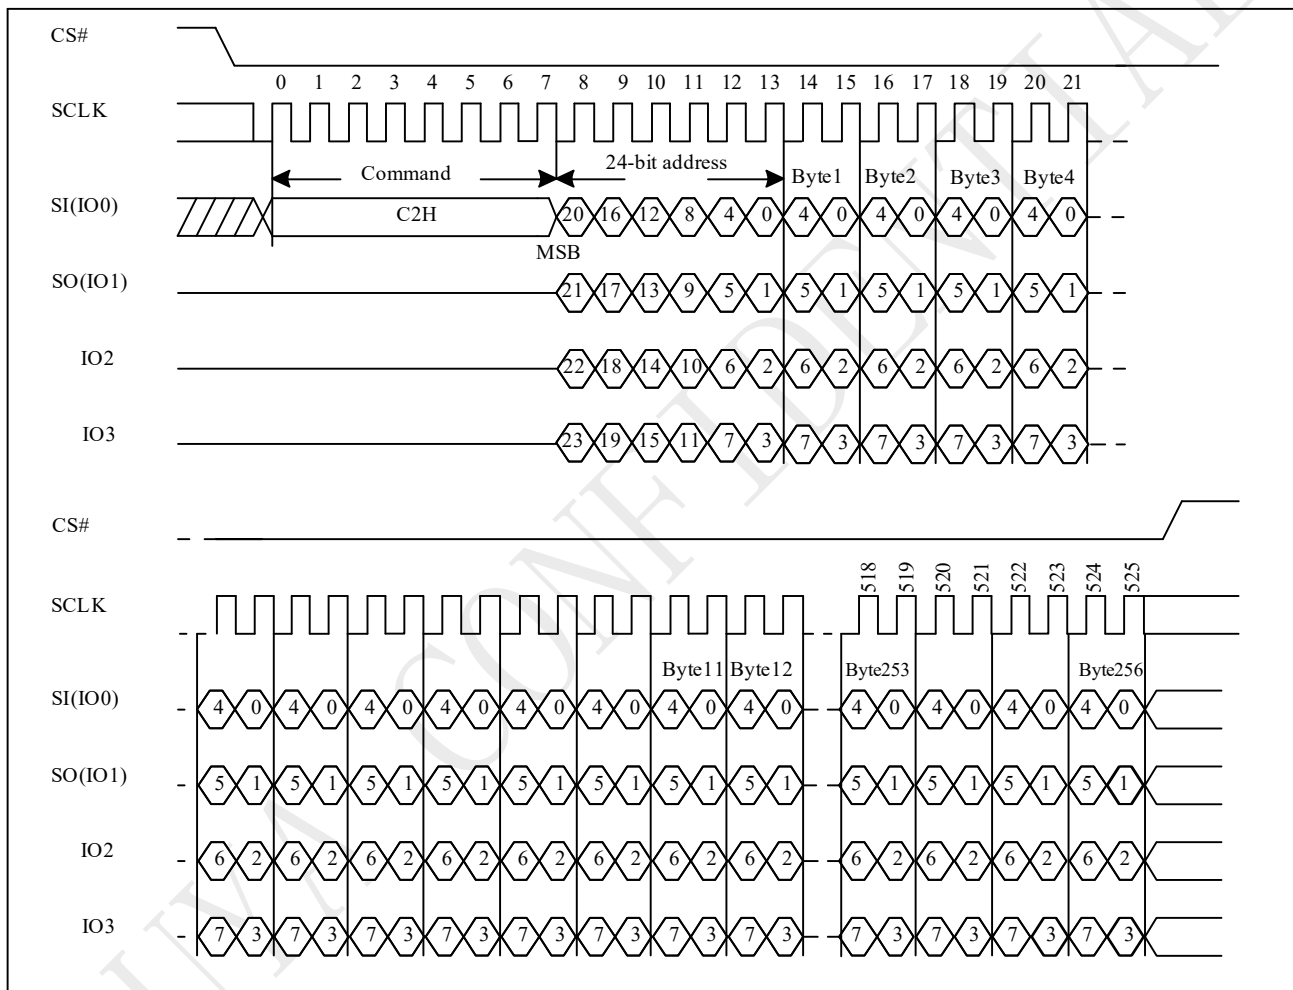 CS#
0 1 2 3 4 5 6 7 8 9 10 11 12 13 14 15 16 17 18 19 20 21
SCLK
Command 24-bit address Byte1 Byte2 Byte3 Byte4
SI(IO0) C2H 20 16 12 8 4 0 4 0 4 0 4 0 4 0
MSB
SO(IO1) 21 17 13 9 5 1 5 1 5 1 5 1 5 1
IO2 22 18 14 10 6 2 6 2 6 2 6 2 6 2
IO3 23 19 15 11 7 3 7 3 7 3 7 3 7 3
CS#
518 519 520 521 522 523 524 525
SCLK
Byte11 Byte12 Byte253 Byte256
SI(IO0) 4 0 4 0 4 0 4 0 4 0 4 0 4 0 4 0 4 0 4 0 4 0 4 0
SO(IO1) 5 1 5 1 5 1 5 1 5 1 5 1 5 1 5 1 5 1 5 1 5 1 5 1
IO2 6 2 6 2 6 2 6 2 6 2 6 2 6 2 6 2 6 2 6 2 6 2 6 2
IO3 7 3 7 3 7 3 7 3 7 3 7 3 7 3 7 3 7 3 7 3 7 3 7 3
UYA CONFIDENTIAL